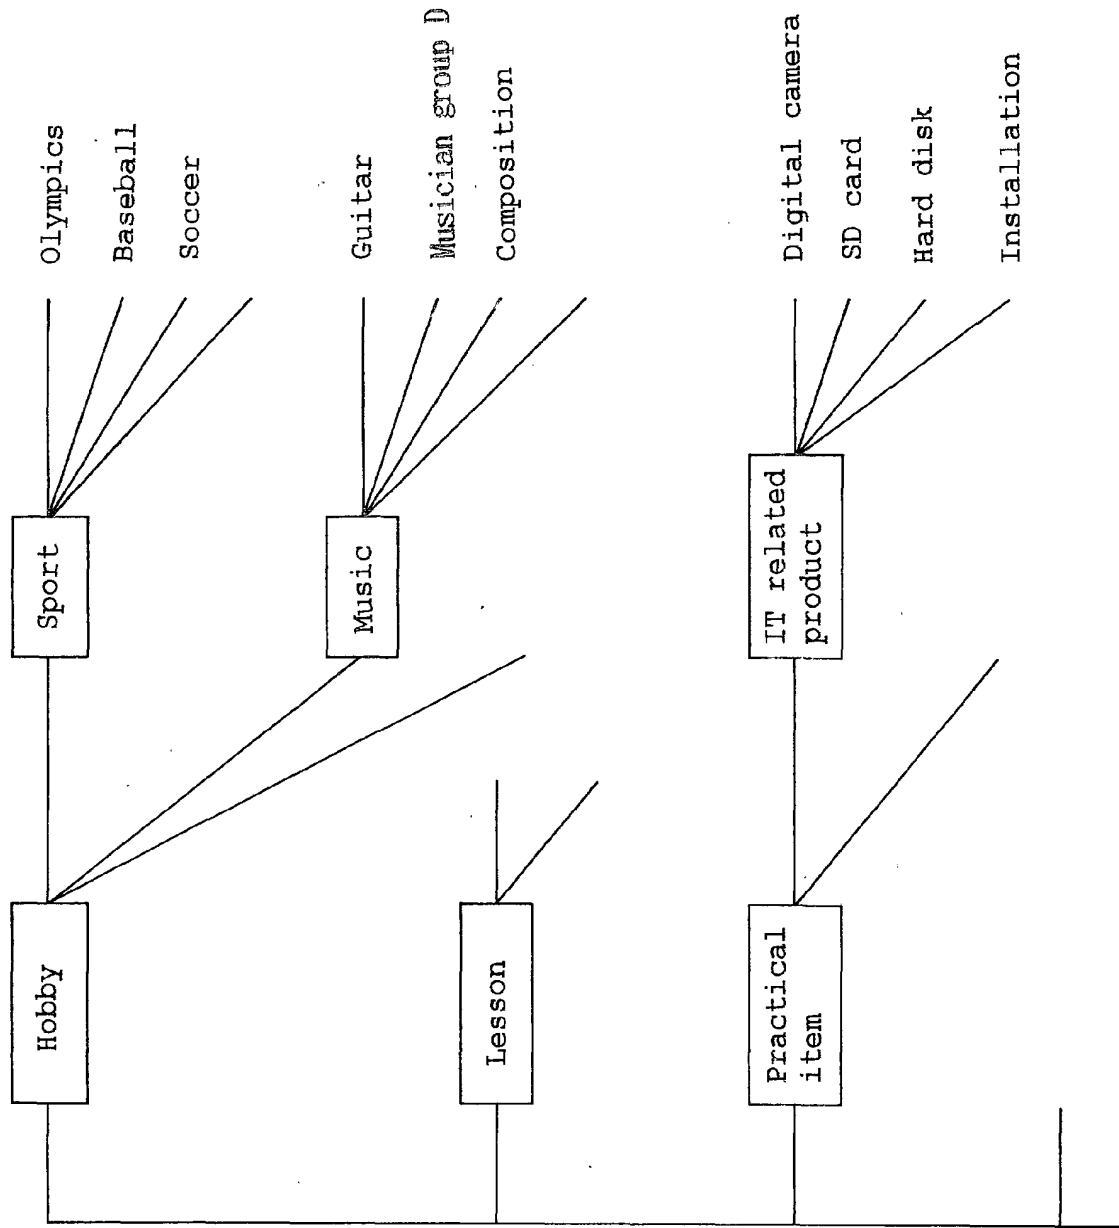 Hobby
Sport
Olympics
Baseball
Soccer
Music
Guitar
Musician group D
Composition
Lesson
Practical
item
IT related
product
Digital camera
SD card
Hard disk
Installation